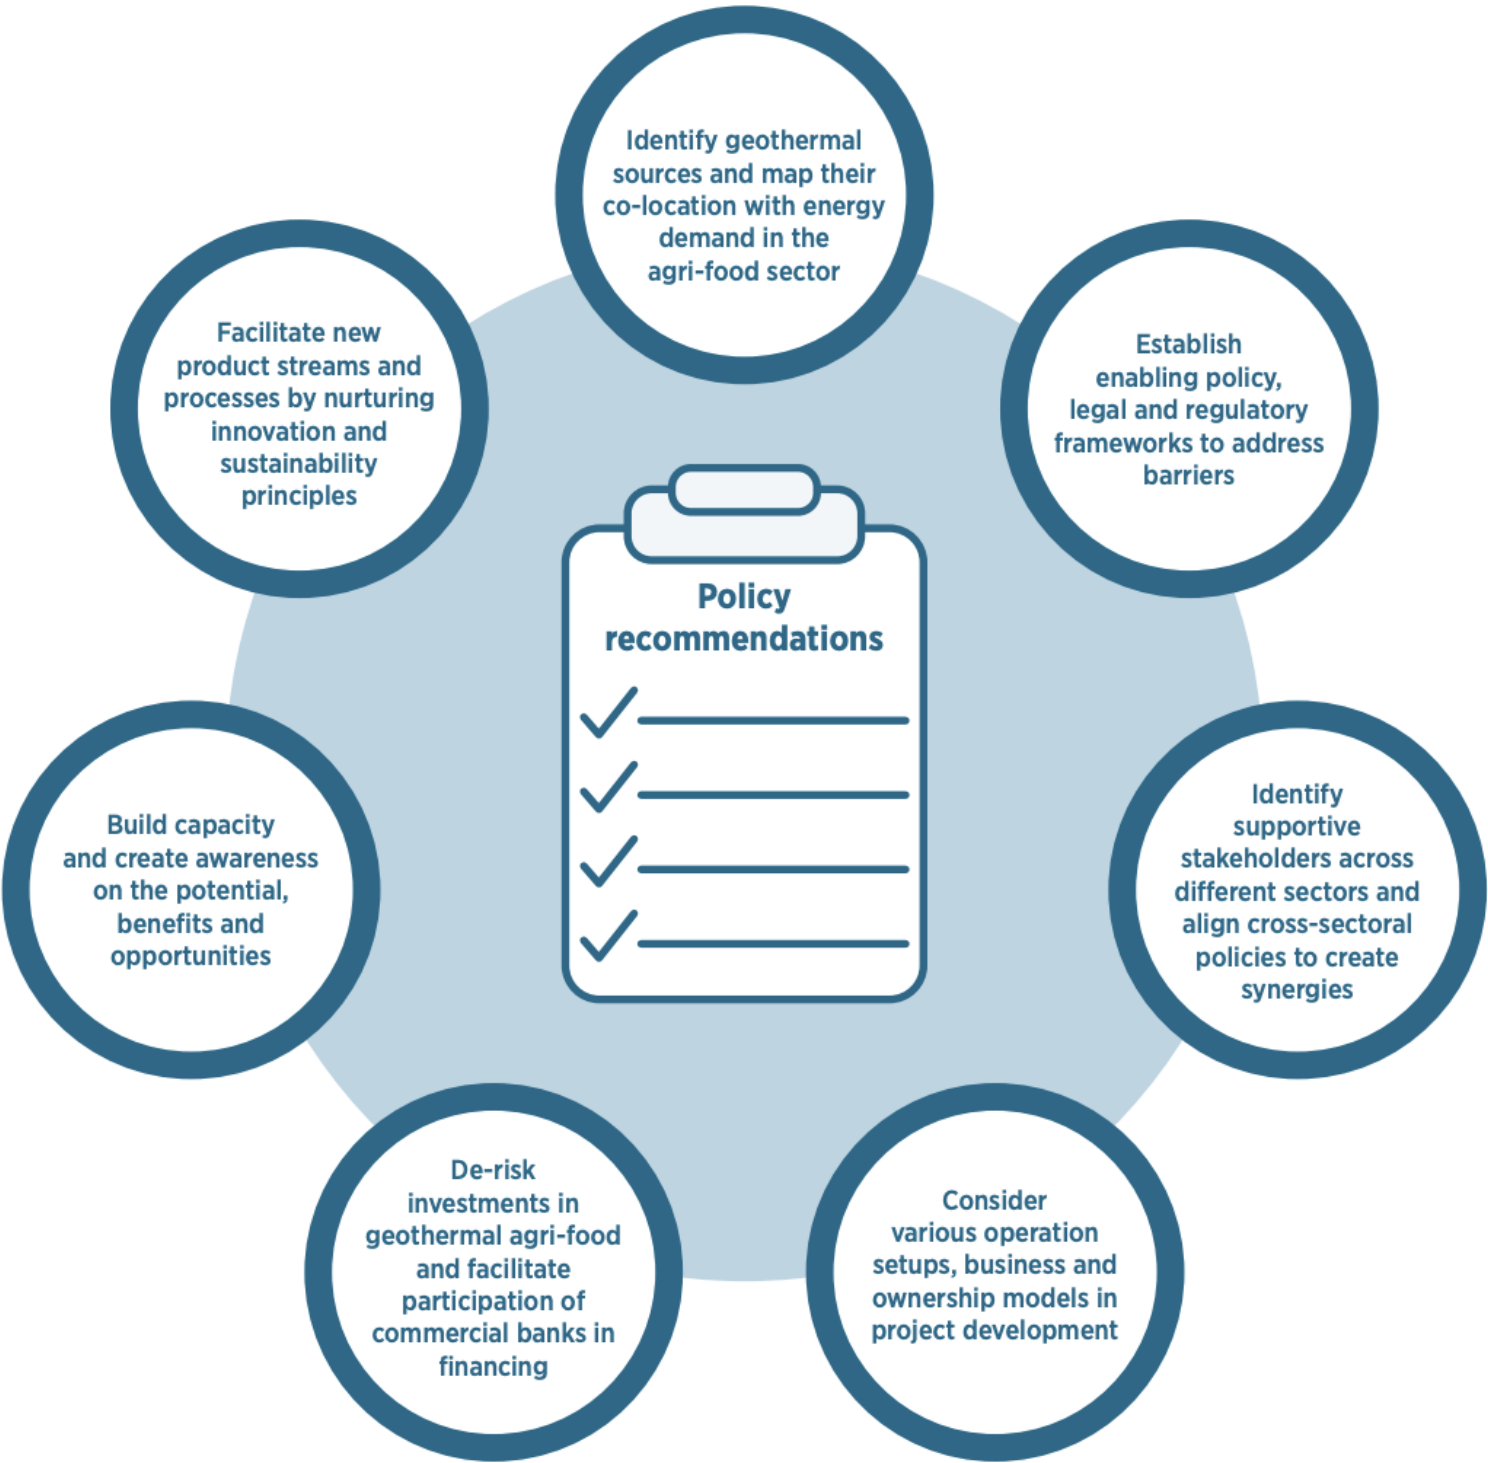 Identify geothermal
sources and map their
co-location with energy
demand in the
agri-food sector
Establish
enabling policy,
legal and regulatory
frameworks to address
barriers
Identify
supportive
stakeholders across
different sectors and
align cross-sectoral
policies to create
synergies
Consider
various operation
setups, business and
ownership models in
project development
De-risk
investments in
geothermal agri-food
and facilitate
participation of
commercial banks in
financing
Build capacity
and create awareness
on the potential,
benefits and
opportunities
Facilitate new
product streams and
processes by nurturing
innovation and
sustainability
principles
Policy
recommendations